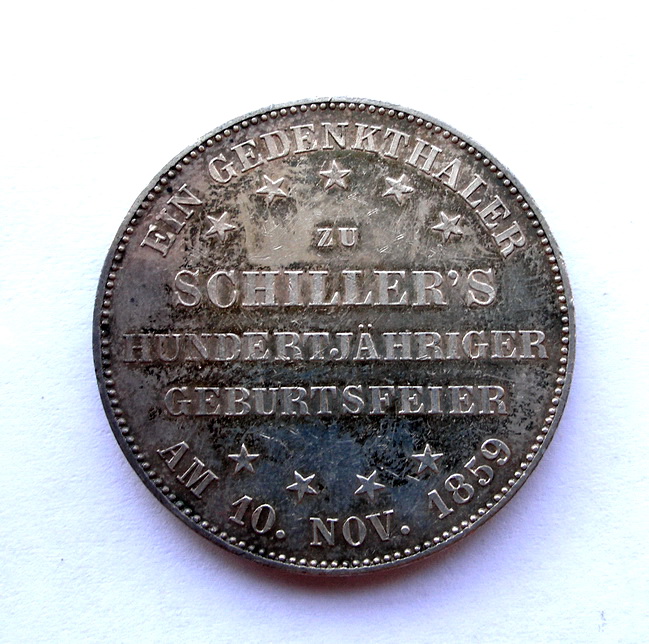 EIN GEDENKTHALER
ZU
SCHILLER'S
HUNDERTJÄHRIGER
GEBURTSFEIER
AM 10. NOV. 1859